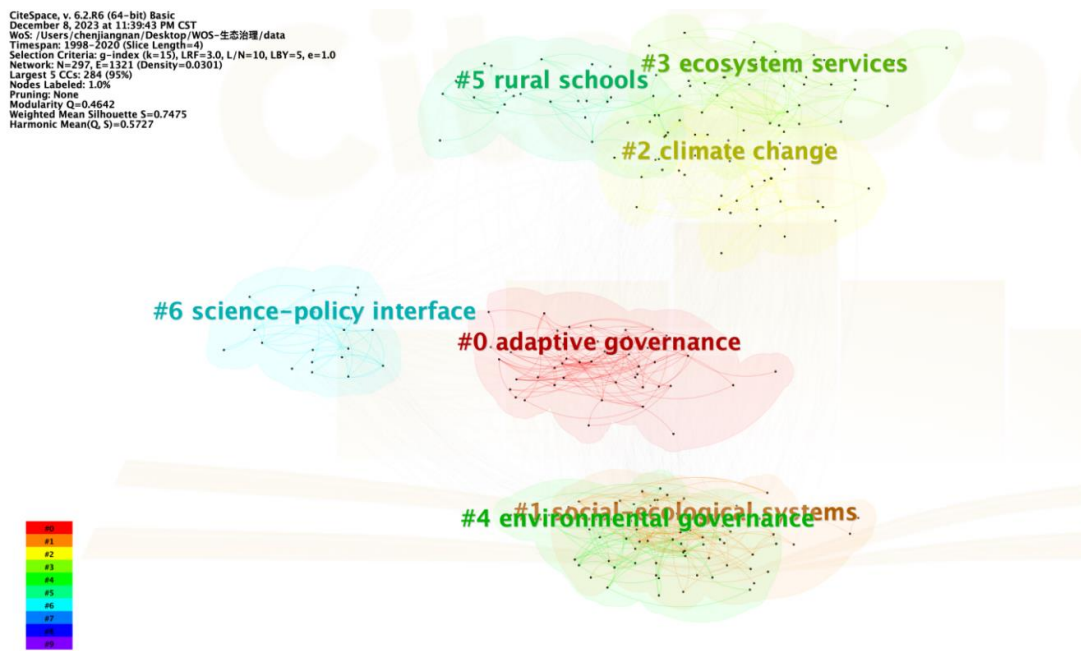 CiteSpace, v. 6.2.R6 (64-bit) Basic
December 8, 2023 at 11:39:43 PM CST
WoS: /Users/chenjiangnan/Desktop/WOS-生态治理/data
Timespan: 1998-2020 (Slice Length=4)
Selection Criteria: g-index (k=15), LRF=3.0, L/N=10, LBY=5, e=1.0
Network: N=297, E=1321 (Density=0.0301)
Largest 5 CCs: 284 (95%)
Nodes Labeled: 1.0%
Pruning: None
Modularity Q=0.4642
Weighted Mean Silhouette S=0.7475
Harmonic Mean(Q, S)=0.5727
#3 ecosystem services
#5 rural schools
#2 climate change
#6 science-policy interface
#0 adaptive governance
#1 social-ecological systems
#4 environmental governance
#0
#1
#2
#3
#4
#5
#6
#7